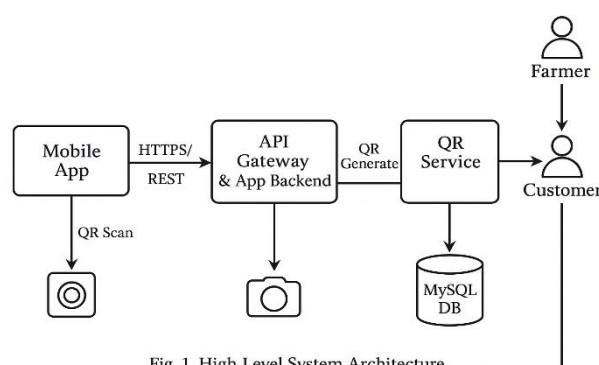 Farmer
Mobile
App
HTTPS/
REST
API
Gateway
& App Backend
QR
Generate
QR
Service
Customer
QR Scan
MySQL
DB
Fig. 1 High Level System Architecture